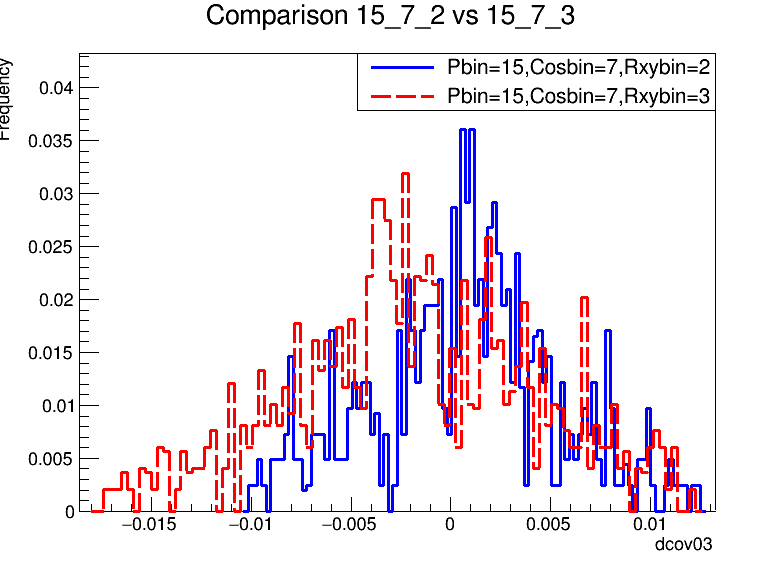 Comparison 15_7_2 vs 15_7_3
Frequency
Pbin=15,Cosbin=7,Rxybin=2
Pbin=15,Cosbin=7,Rxybin=3
0.04
0.035
0.03
0.025
0.02
0.015
0.01
0.005
0
−0.015 −0.01 −0.005 0 0.005 0.01
dcov03